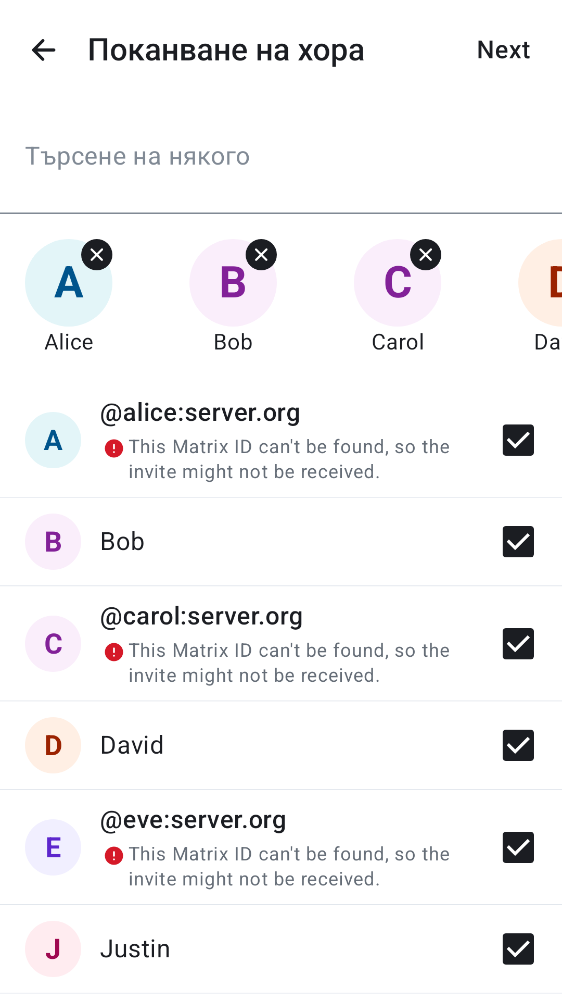 Поканване на хора
Next
Търсене на някого
A
B
C
Alice
Bob
Carol
Da
A
@alice:server.org
This Matrix ID can't be found, so the
invite might not be received.
B
Bob
C
@carol:server.org
This Matrix ID can't be found, so the
invite might not be received.
D
David
E
@eve:server.org
This Matrix ID can't be found, so the
invite might not be received.
J
Justin